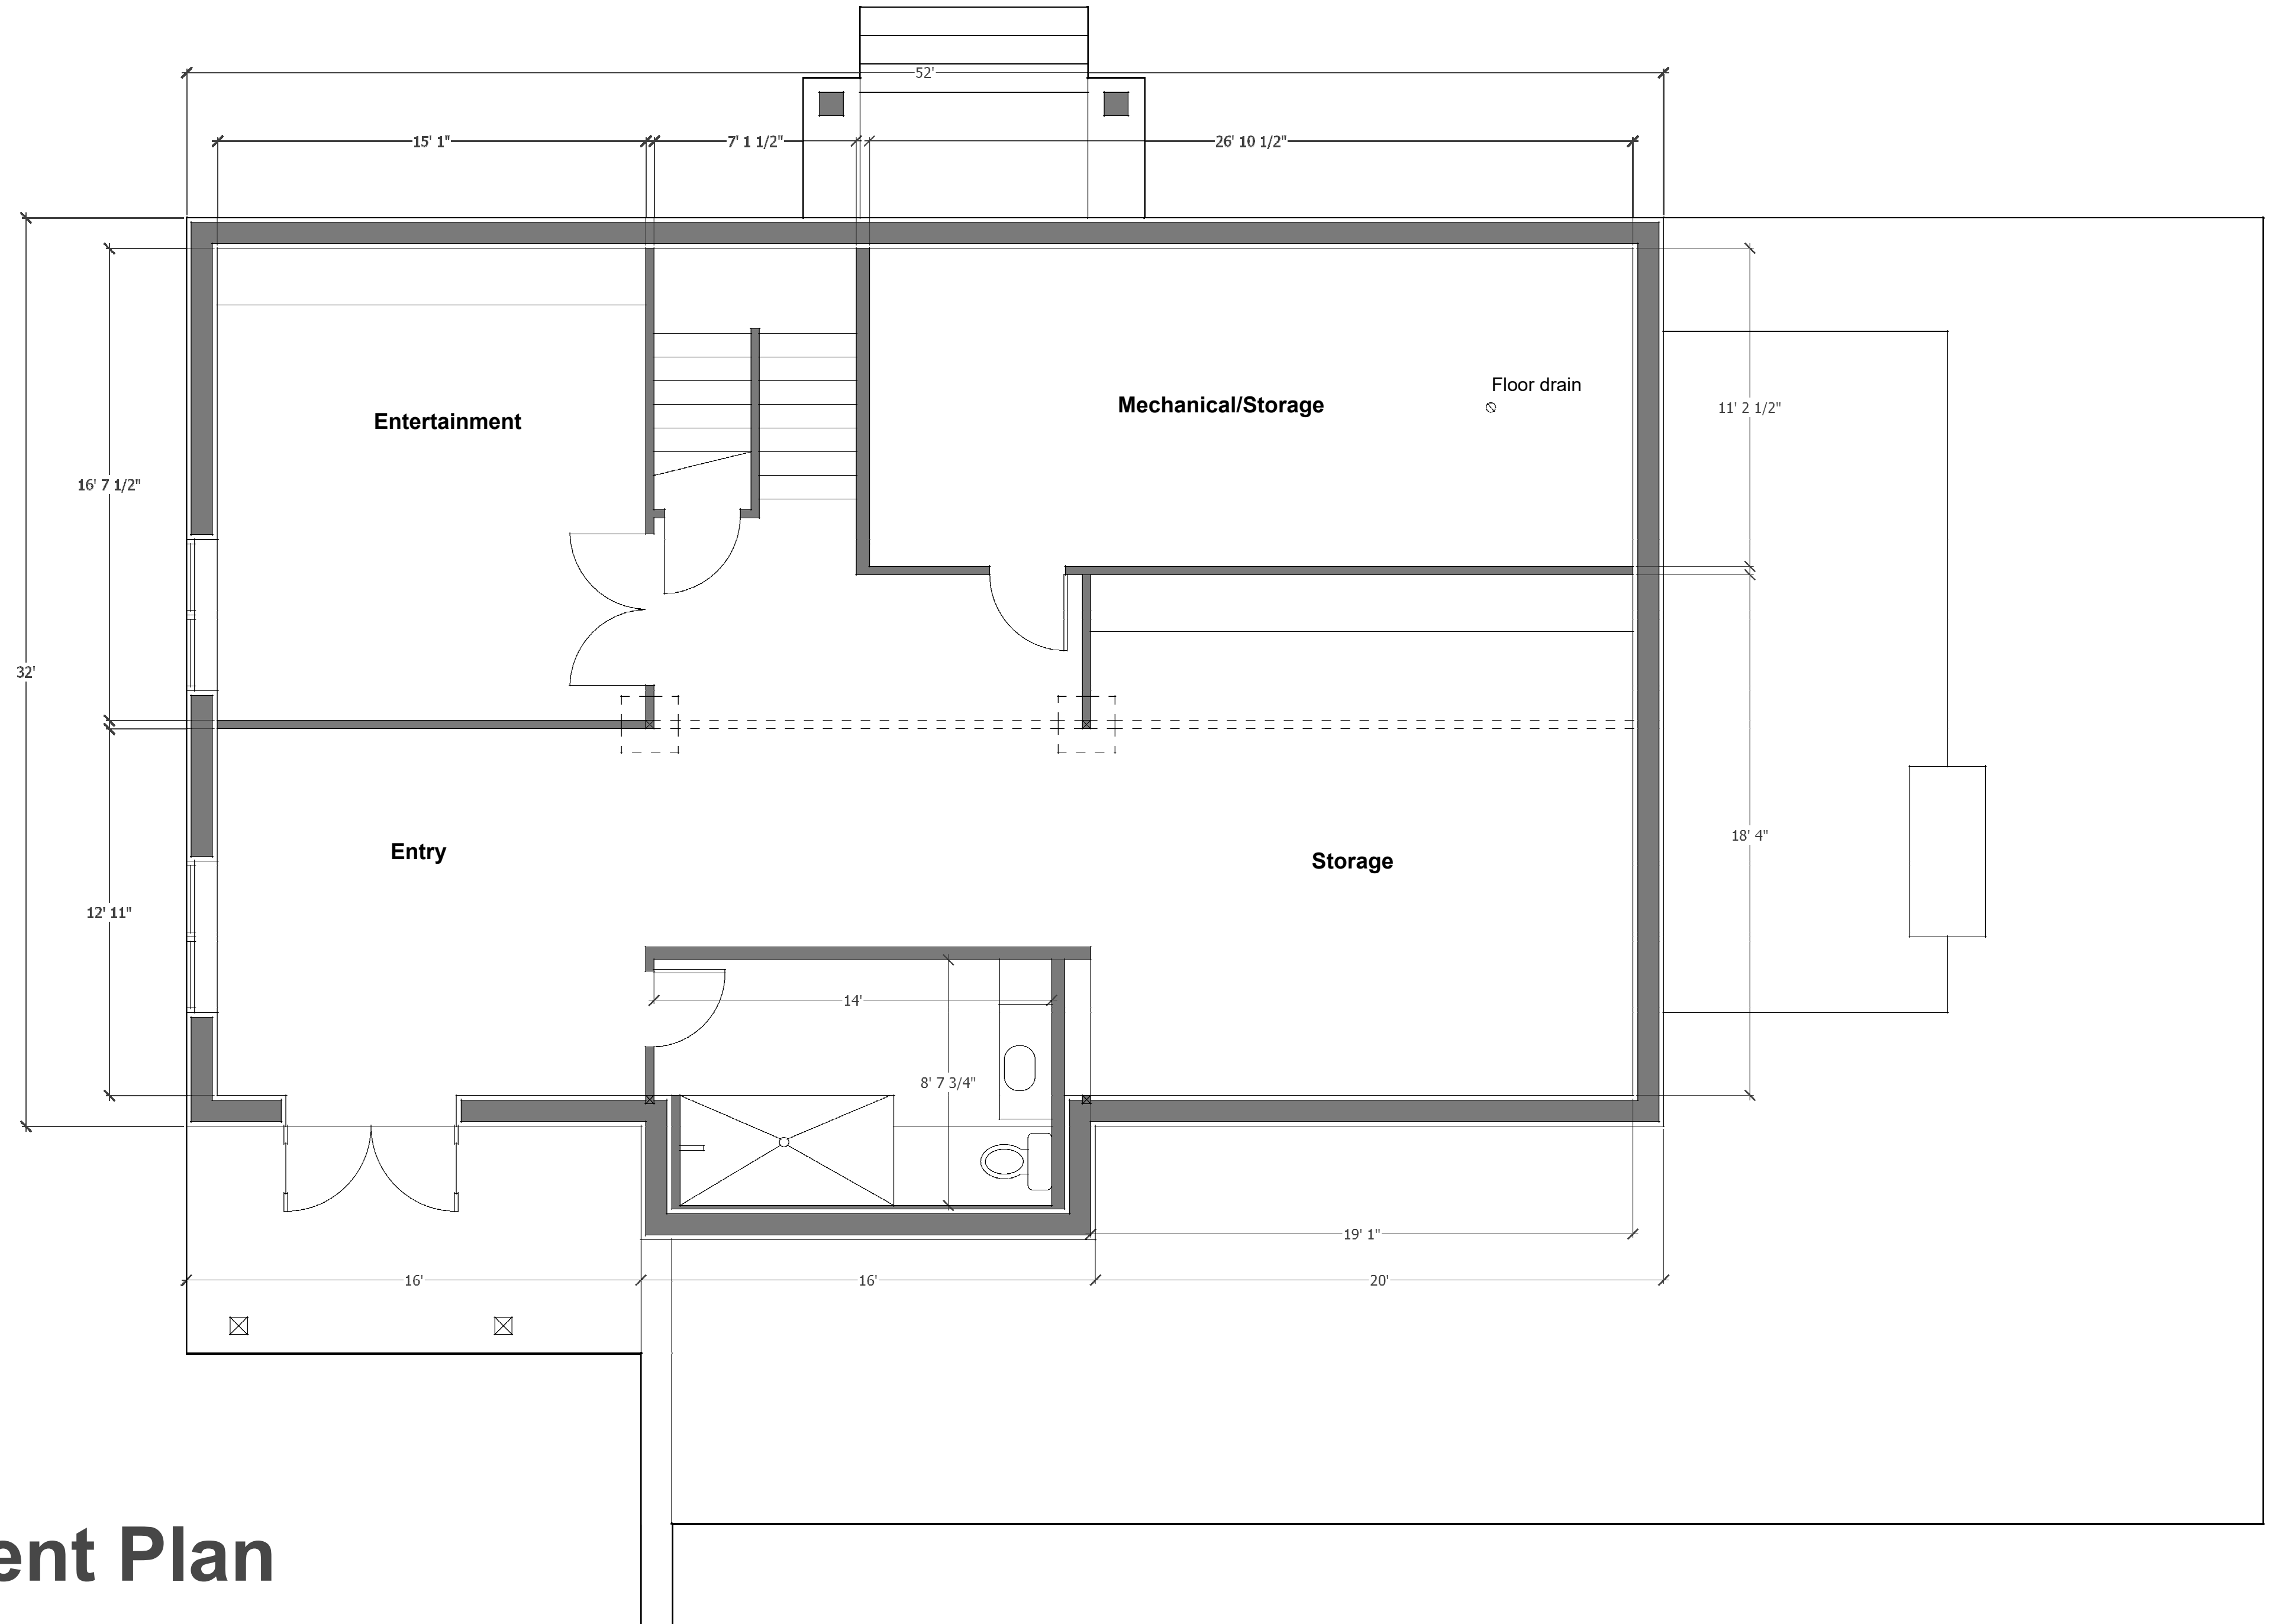 52'
15' 1"
7' 1 1/2"
26' 10 1/2"
Floor drain
Mechanical/Storage
11' 2 1/2"
Entertainment
16' 7 1/2"
32'
18' 4"
Entry
Storage
12' 11"
14'
8' 7 3/4"
19' 1"
16'
16'
20'
ent Plan